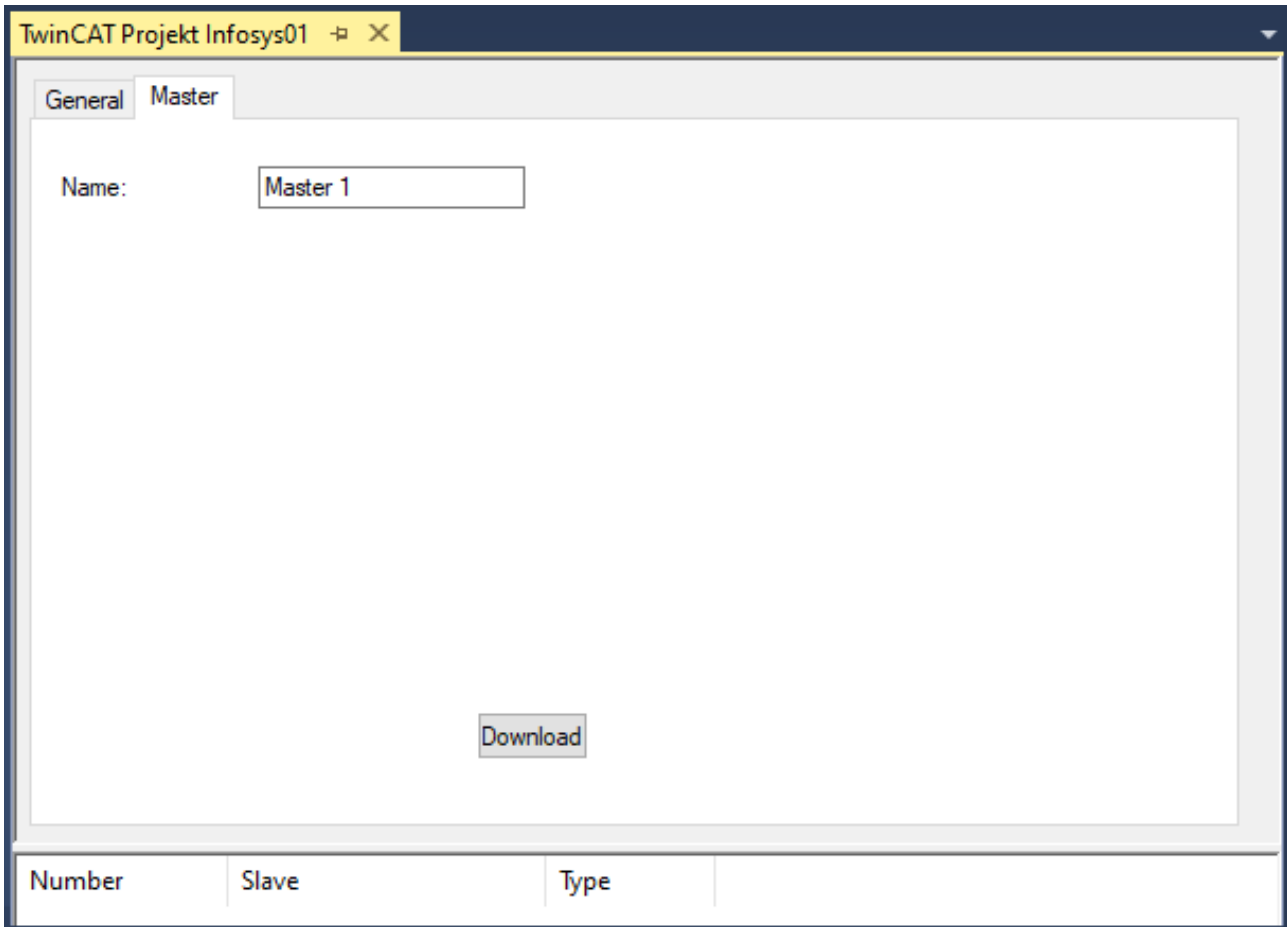 TwinCAT Projekt Infosys01
General Master
Name: Master 1
Download
Number Slave Type